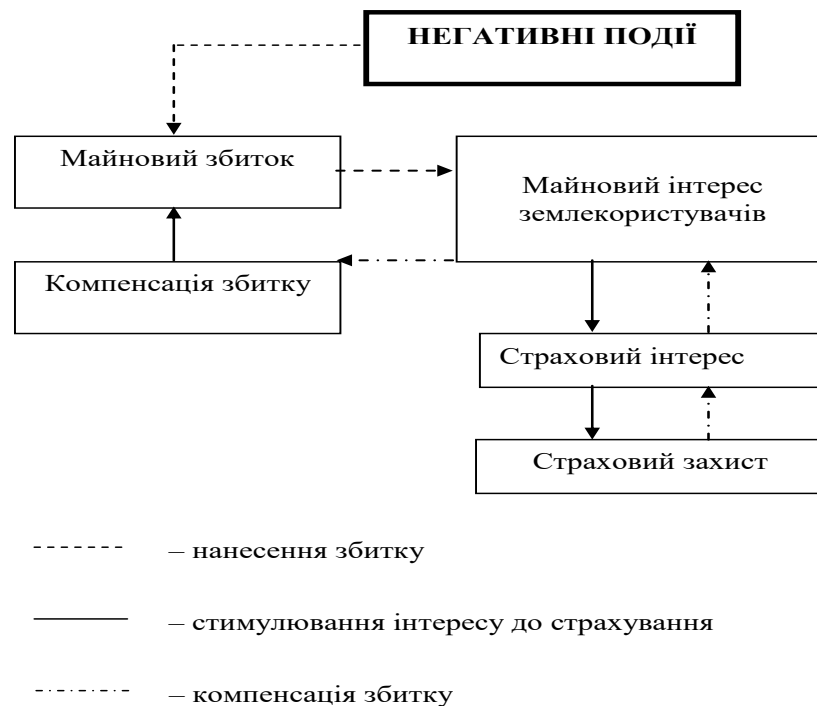 НЕГАТИВНІ ПОДІЇ
Майновий збиток
Майновий інтерес
землекористувачів
Компенсація збитку
Страховий інтерес
Страховий захист
– нанесення збитку
– стимулювання інтересу до страхування
– компенсація збитку